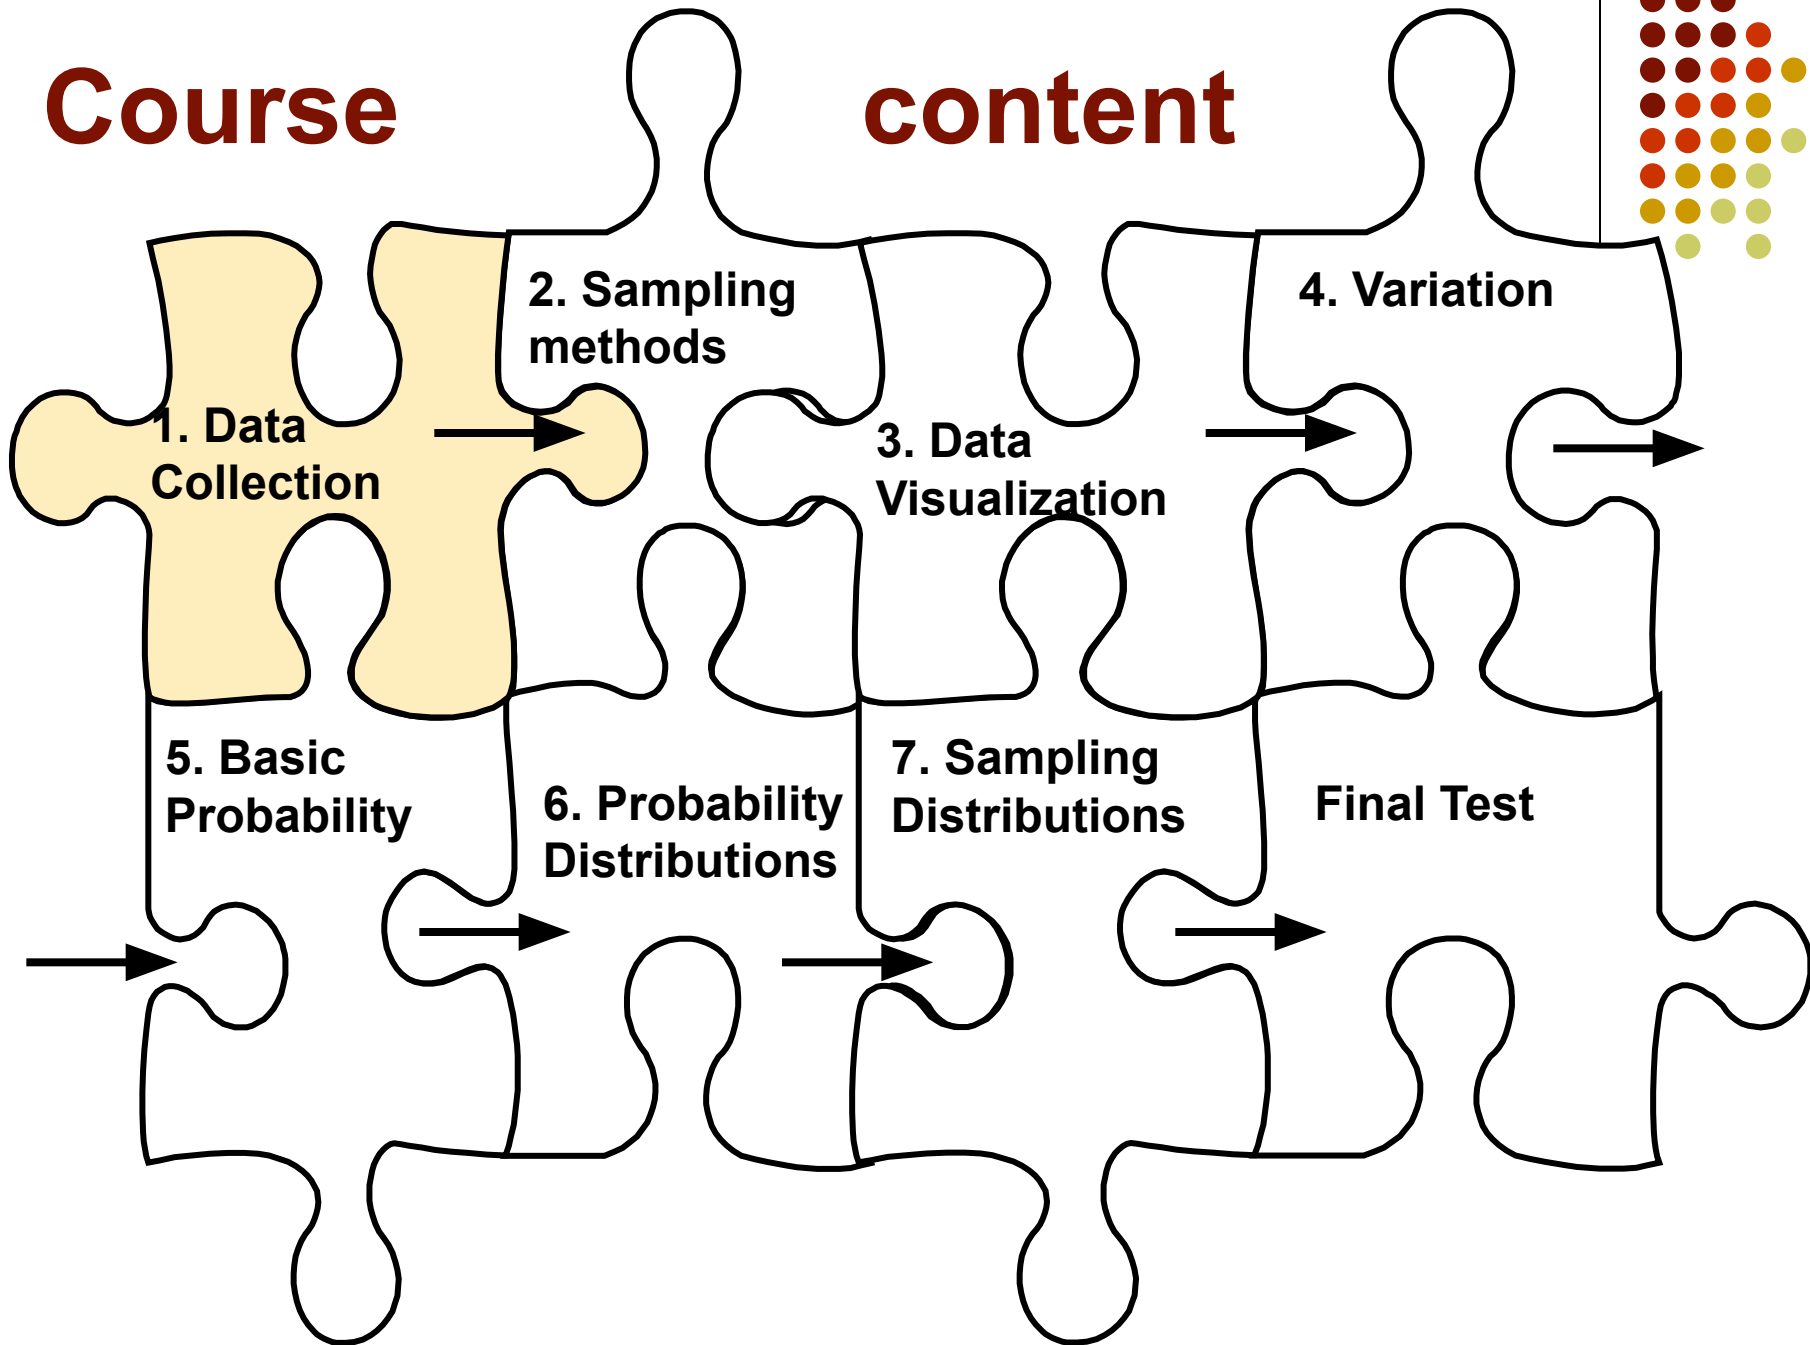 Course content
1. Data
Collection
2. Sampling
methods
3. Data
Visualization
4. Variation
5. Basic
Probability
6. Probability
Distributions
7. Sampling
Distributions
Final Test